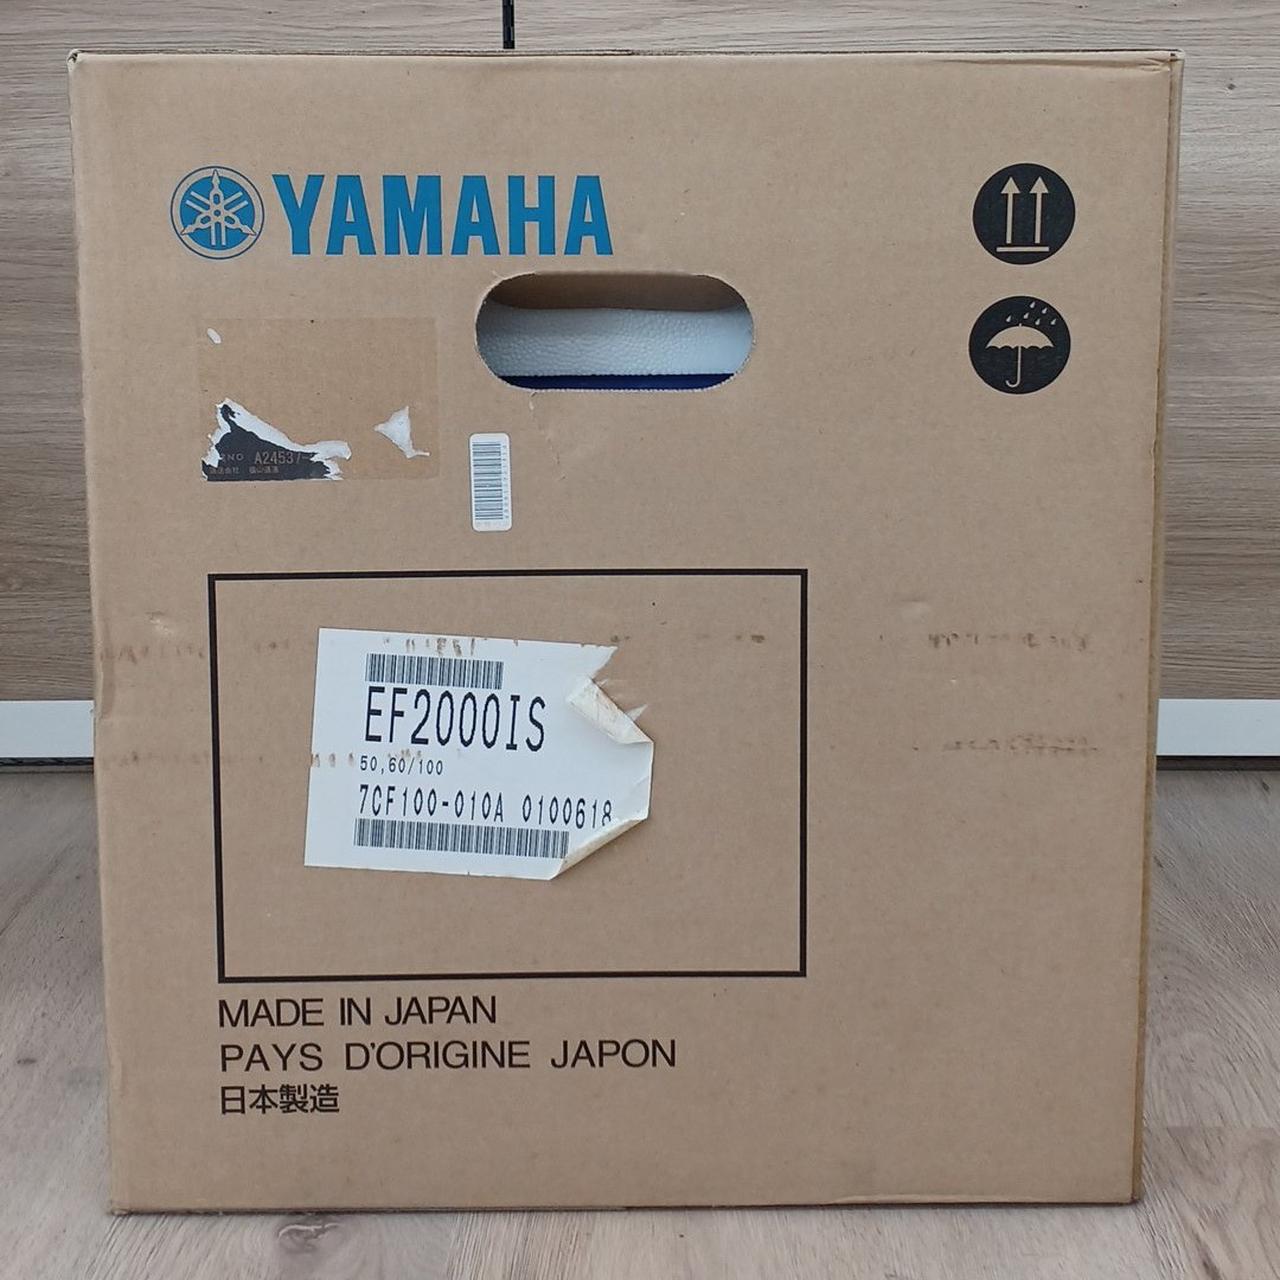 YAMAHA
NO A24537-
EF2000IS
50,60/100
7CF100-010A 0100618
MADE IN JAPAN
PAYS D'ORIGINE JAPON
日本製造